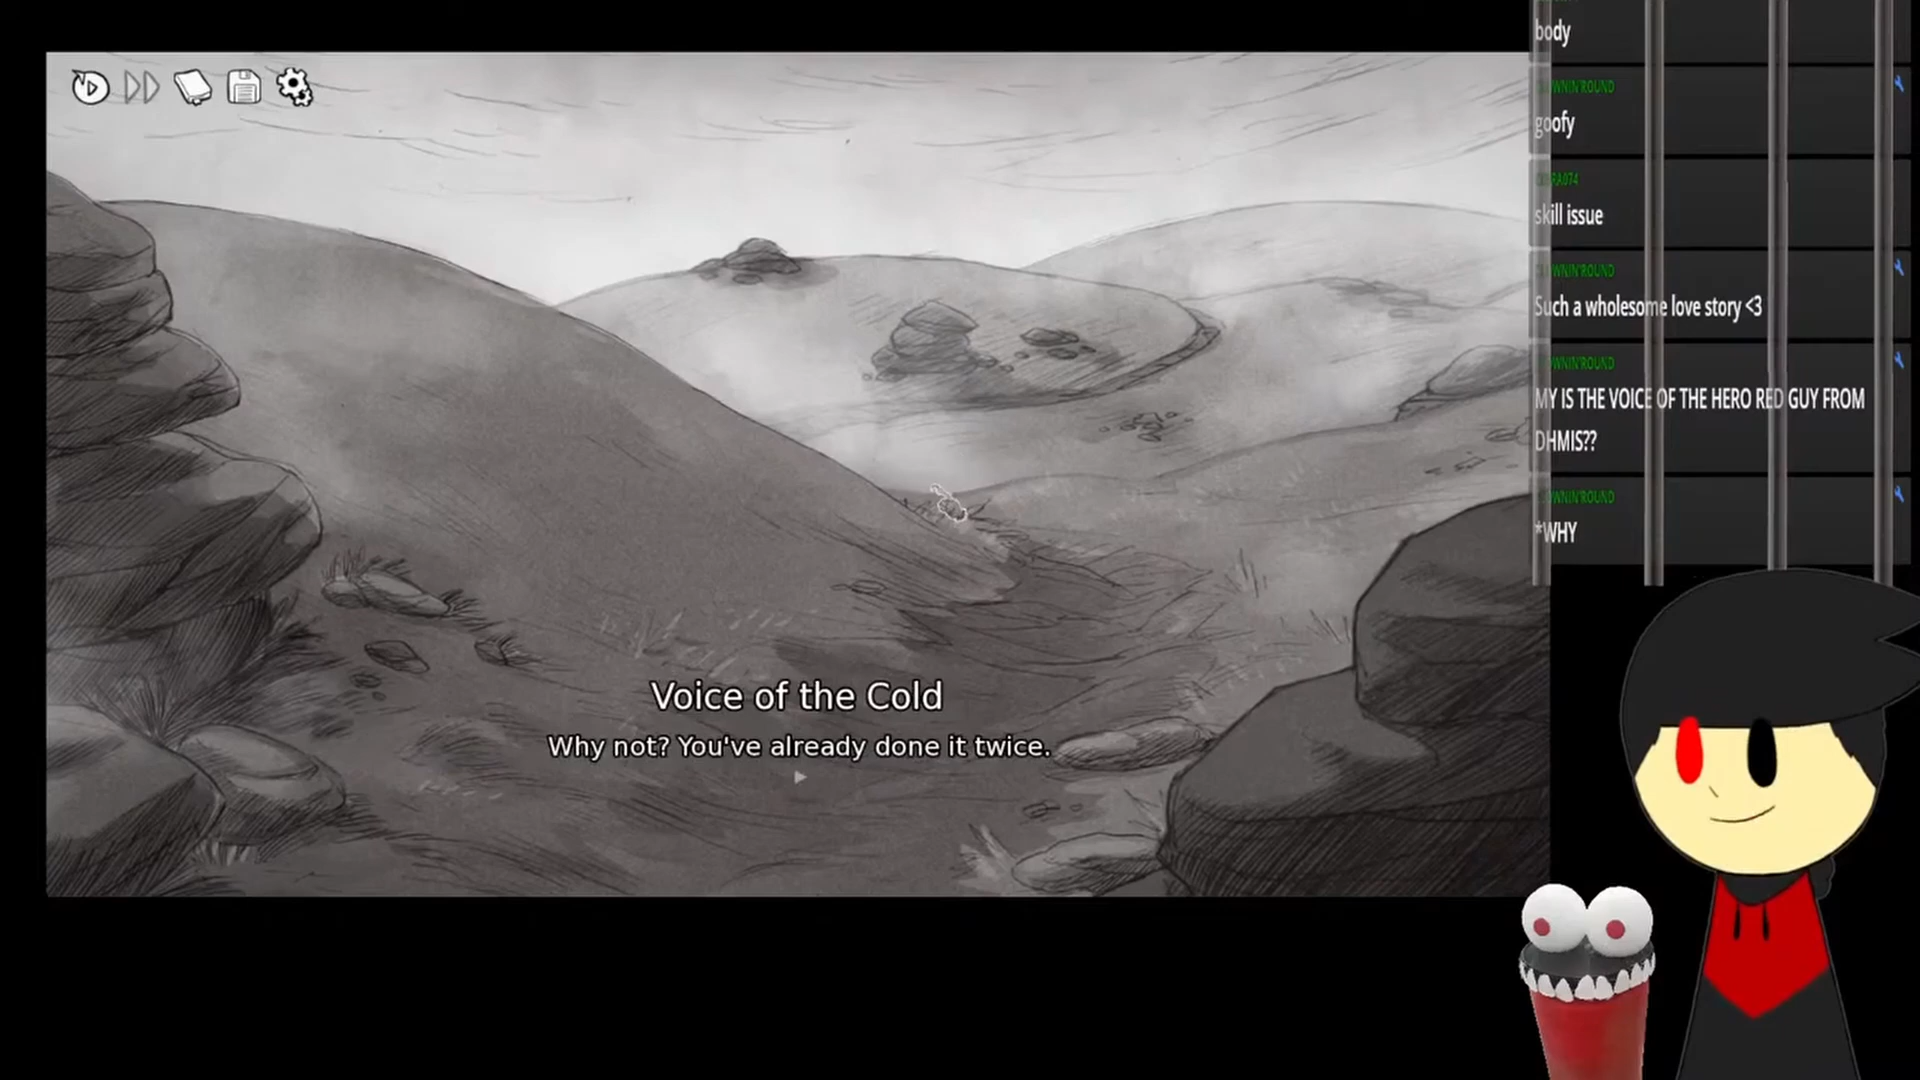 Voice of the Cold
Why not? You've already done it twice.
body
goofy
skill issue
Such a wholesome love story <3
MY IS THE VOICE OF THE HERO RED GUY FROM
DHMIS??
*WHY